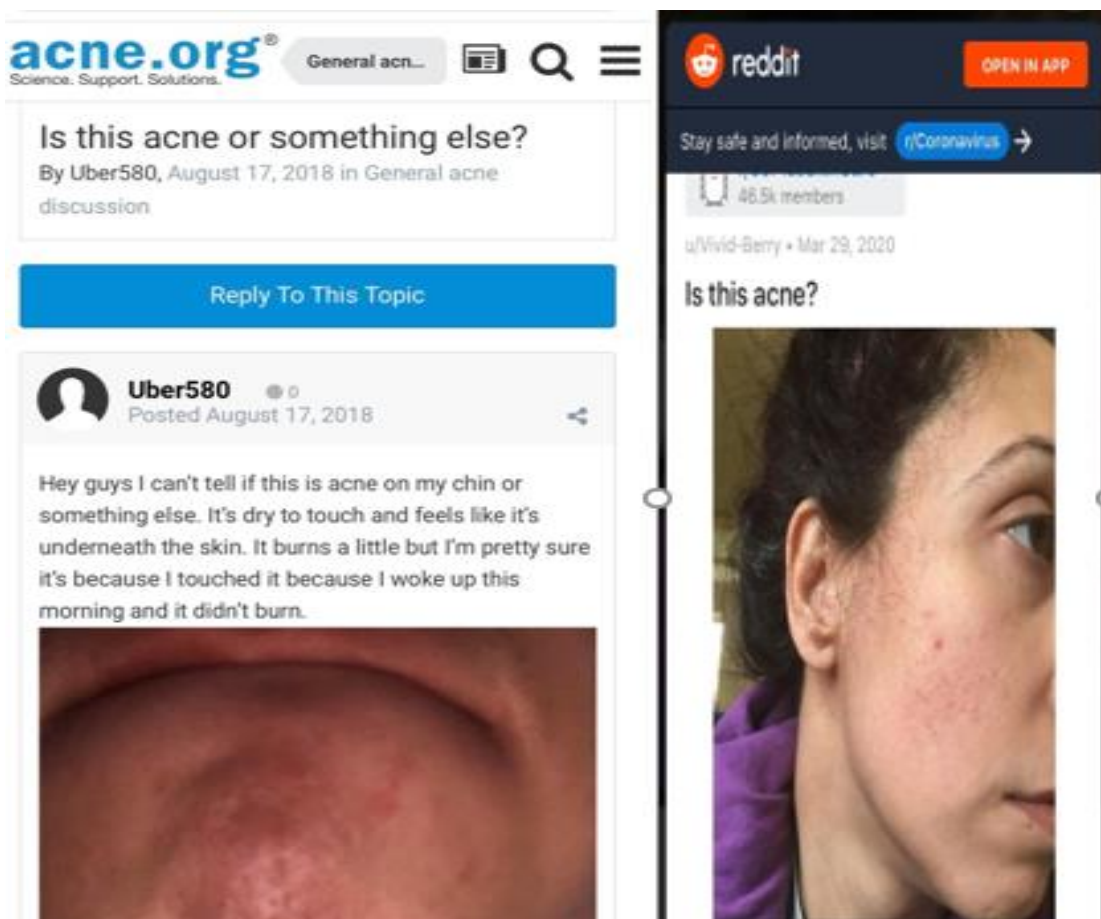 acne.org®
Science. Support. Solutions.
General acn...
Is this acne or something else?
By Uber580, August 17, 2018 in General acne
discussion
Reply To This Topic
Uber580 0
Posted August 17, 2018
Hey guys I can't tell if this is acne on my chin or
something else. It's dry to touch and feels like it's
underneath the skin. It burns a little but I'm pretty sure
it's because I touched it because I woke up this
morning and it didn't burn.
reddit
OPEN IN APP
Stay safe and informed, visit r/Coronavirus
46.5k members
u/Vivid-Berry • Mar 29, 2020
Is this acne?